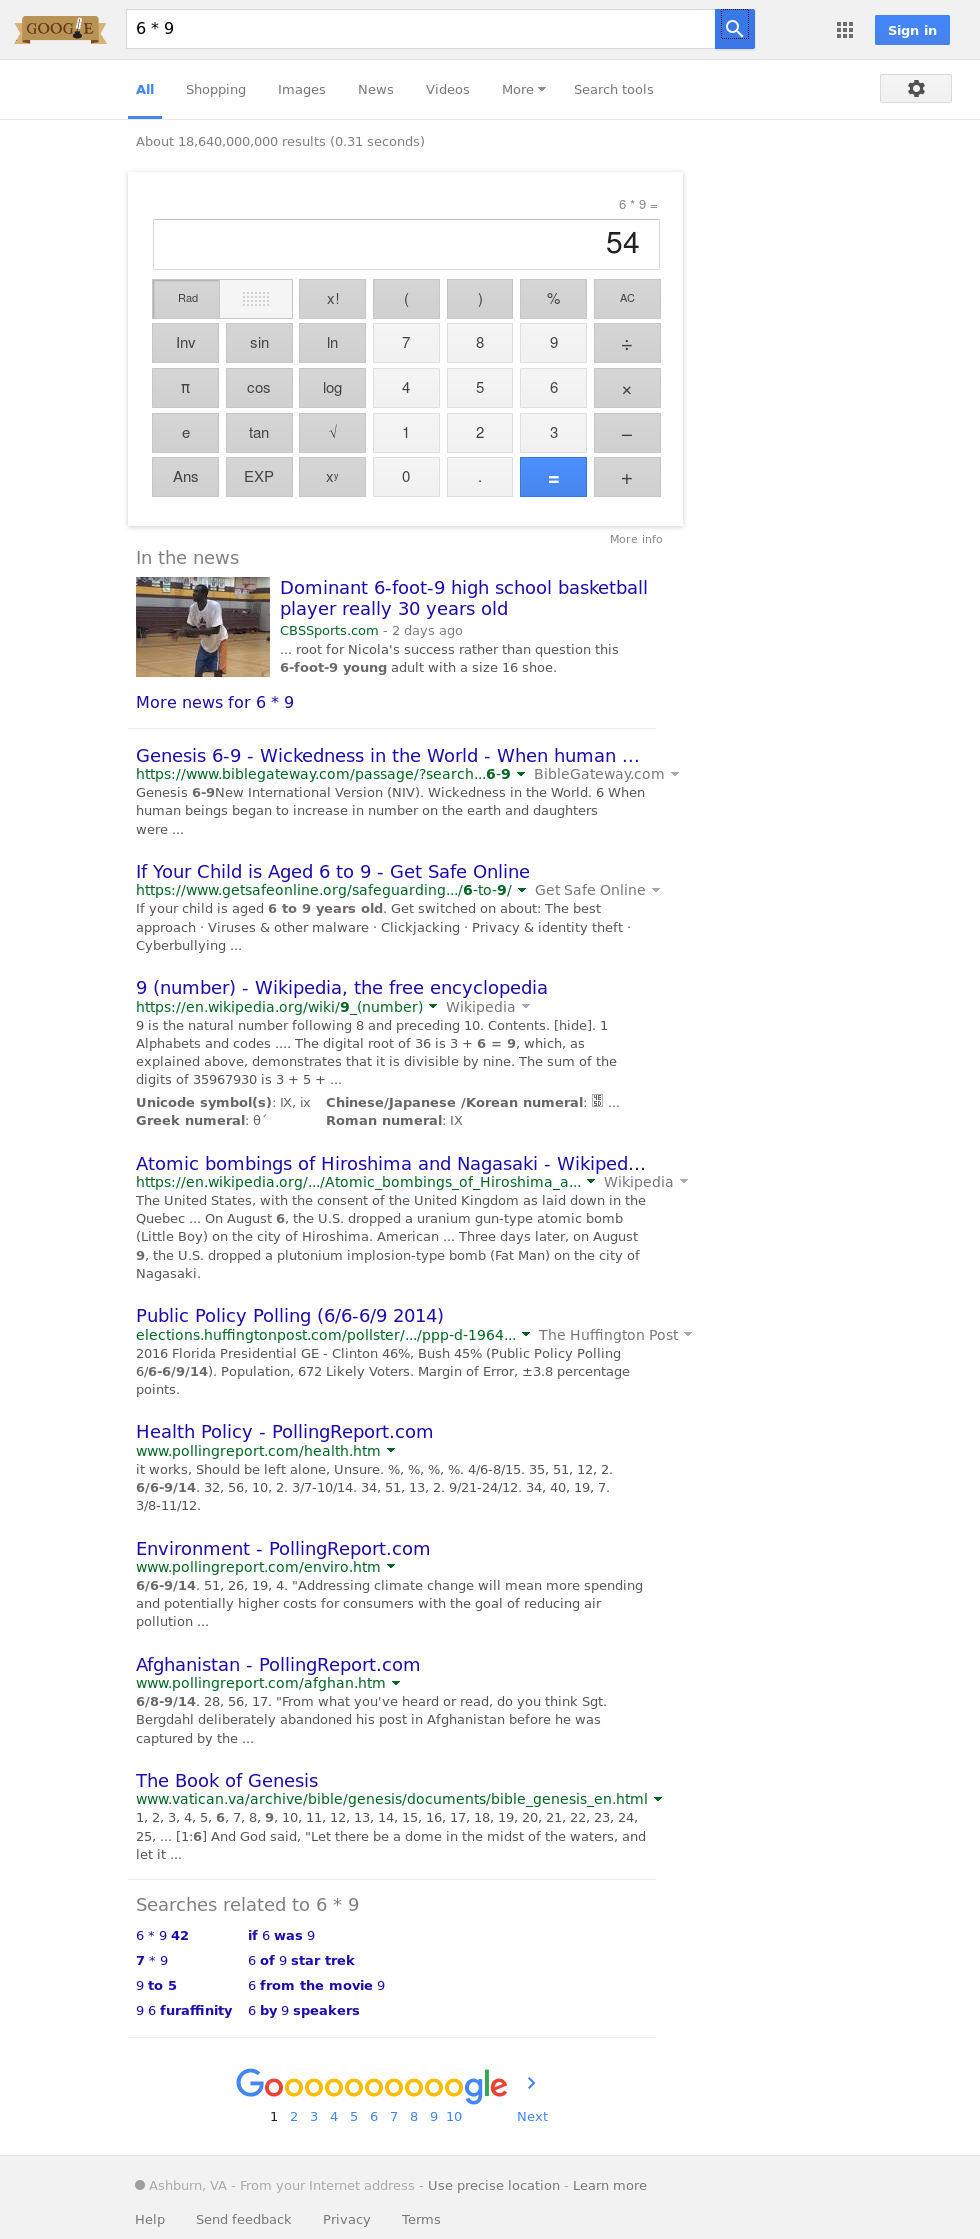 GOOGLE
6 * 9
Sign in
All Shopping Images News Videos More Search tools
About 18,640,000,000 results (0.31 seconds)
6 * 9 =
54
Rad x! ( ) % AC
Inv sin ln 7 8 9 ÷
π cos log 4 5 6 ×
e tan √ 1 2 3 −
Ans EXP xʸ 0 . = +
More info
In the news
Dominant 6-foot-9 high school basketball
player really 30 years old
CBSSports.com - 2 days ago
... root for Nicola's success rather than question this
6-foot-9 young adult with a size 16 shoe.
More news for 6 * 9
Genesis 6-9 - Wickedness in the World - When human ...
https://www.biblegateway.com/passage/?search...6-9 BibleGateway.com
Genesis 6-9New International Version (NIV). Wickedness in the World. 6 When
human beings began to increase in number on the earth and daughters
were ...
If Your Child is Aged 6 to 9 - Get Safe Online
https://www.getsafeonline.org/safeguarding.../6-to-9/ Get Safe Online
If your child is aged 6 to 9 years old. Get switched on about: The best
approach · Viruses & other malware · Clickjacking · Privacy & identity theft ·
Cyberbullying ...
9 (number) - Wikipedia, the free encyclopedia
https://en.wikipedia.org/wiki/9_(number) Wikipedia
9 is the natural number following 8 and preceding 10. Contents. [hide]. 1
Alphabets and codes .... The digital root of 36 is 3 + 6 = 9, which, as
explained above, demonstrates that it is divisible by nine. The sum of the
digits of 35967930 is 3 + 5 + ...
Unicode symbol(s): Ⅸ, ⅸ Chinese/Japanese /Korean numeral: ...
Greek numeral: θ´ Roman numeral: IX
Atomic bombings of Hiroshima and Nagasaki - Wikiped...
https://en.wikipedia.org/.../Atomic_bombings_of_Hiroshima_a... Wikipedia
The United States, with the consent of the United Kingdom as laid down in the
Quebec ... On August 6, the U.S. dropped a uranium gun-type atomic bomb
(Little Boy) on the city of Hiroshima. American ... Three days later, on August
9, the U.S. dropped a plutonium implosion-type bomb (Fat Man) on the city of
Nagasaki.
Public Policy Polling (6/6-6/9 2014)
elections.huffingtonpost.com/pollster/.../ppp-d-1964... The Huffington Post
2016 Florida Presidential GE - Clinton 46%, Bush 45% (Public Policy Polling
6/6-6/9/14). Population, 672 Likely Voters. Margin of Error, ±3.8 percentage
points.
Health Policy - PollingReport.com
www.pollingreport.com/health.htm
it works, Should be left alone, Unsure. %, %, %, %. 4/6-8/15. 35, 51, 12, 2.
6/6-9/14. 32, 56, 10, 2. 3/7-10/14. 34, 51, 13, 2. 9/21-24/12. 34, 40, 19, 7.
3/8-11/12.
Environment - PollingReport.com
www.pollingreport.com/enviro.htm
6/6-9/14. 51, 26, 19, 4. "Addressing climate change will mean more spending
and potentially higher costs for consumers with the goal of reducing air
pollution ...
Afghanistan - PollingReport.com
www.pollingreport.com/afghan.htm
6/8-9/14. 28, 56, 17. "From what you've heard or read, do you think Sgt.
Bergdahl deliberately abandoned his post in Afghanistan before he was
captured by the ...
The Book of Genesis
www.vatican.va/archive/bible/genesis/documents/bible_genesis_en.html
1, 2, 3, 4, 5, 6, 7, 8, 9, 10, 11, 12, 13, 14, 15, 16, 17, 18, 19, 20, 21, 22, 23, 24,
25, ... [1:6] And God said, "Let there be a dome in the midst of the waters, and
let it ...
Searches related to 6 * 9
6 * 9 42 if 6 was 9
7 * 9 6 of 9 star trek
9 to 5 6 from the movie 9
9 6 furaffinity 6 by 9 speakers
Goooooooooogle
1 2 3 4 5 6 7 8 9 10 Next
Ashburn, VA - From your Internet address - Use precise location - Learn more
Help Send feedback Privacy Terms